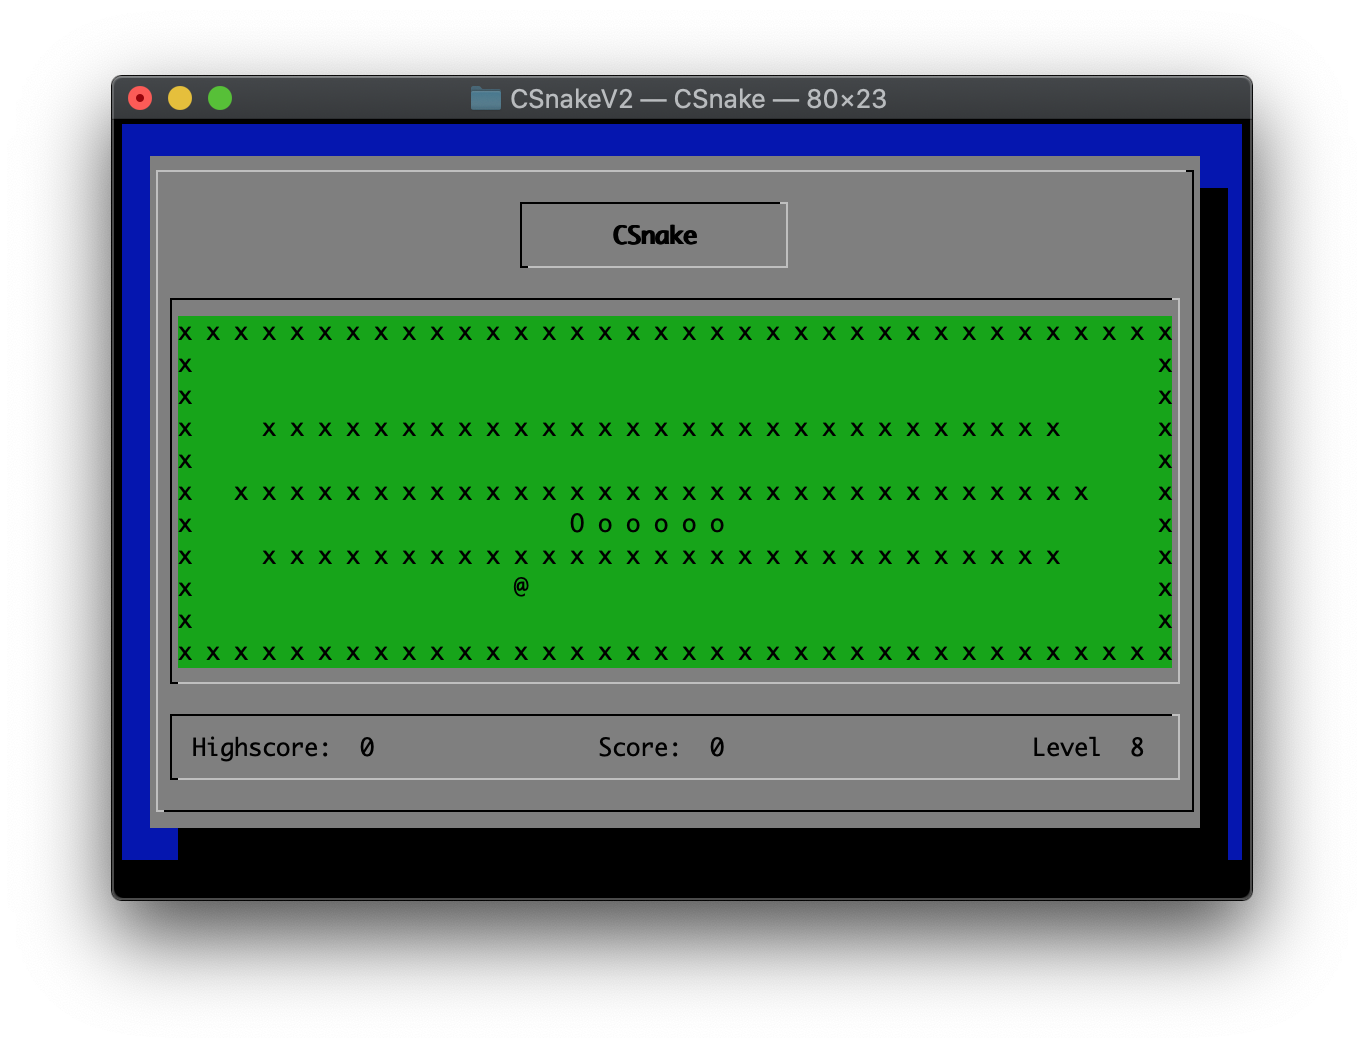 CSnakeV2 — CSnake — 80×23
CSnake
x x x x x x x x x x x x x x x x x x x x x x x x x x x x x x x x x x x x
x x
x x
x x x x x x x x x x x x x x x x x x x x x x x x x x x x x x x
x x
x x x x x x x x x x x x x x x x x x x x x x x x x x x x x x x x x
x O o o o o o x
x x x x x x x x x x x x x x x x x x x x x x x x x x x x x x x
x @ x
x x
x x x x x x x x x x x x x x x x x x x x x x x x x x x x x x x x x x x x
Highscore: 0 Score: 0 Level 8